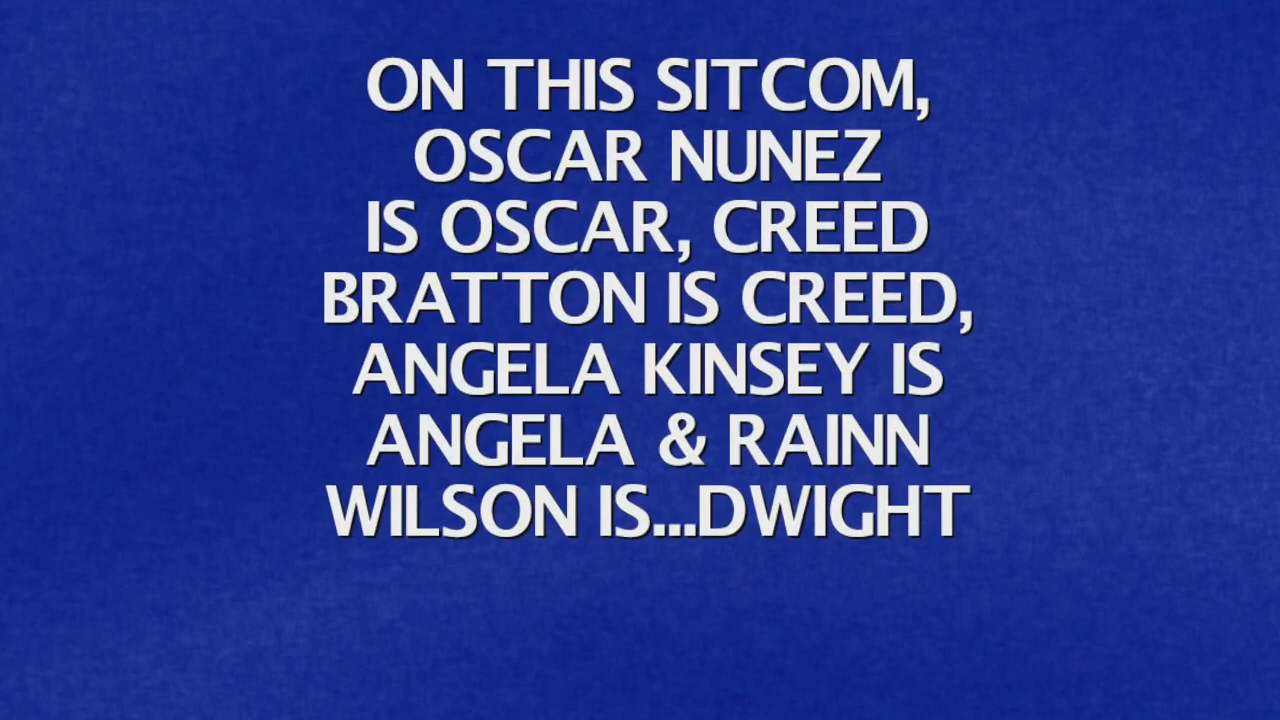 ON THIS SITCOM,
OSCAR NUNEZ
IS OSCAR, CREED
BRATTON IS CREED,
ANGELA KINSEY IS
ANGELA & RAINN
WILSON IS...DWIGHT